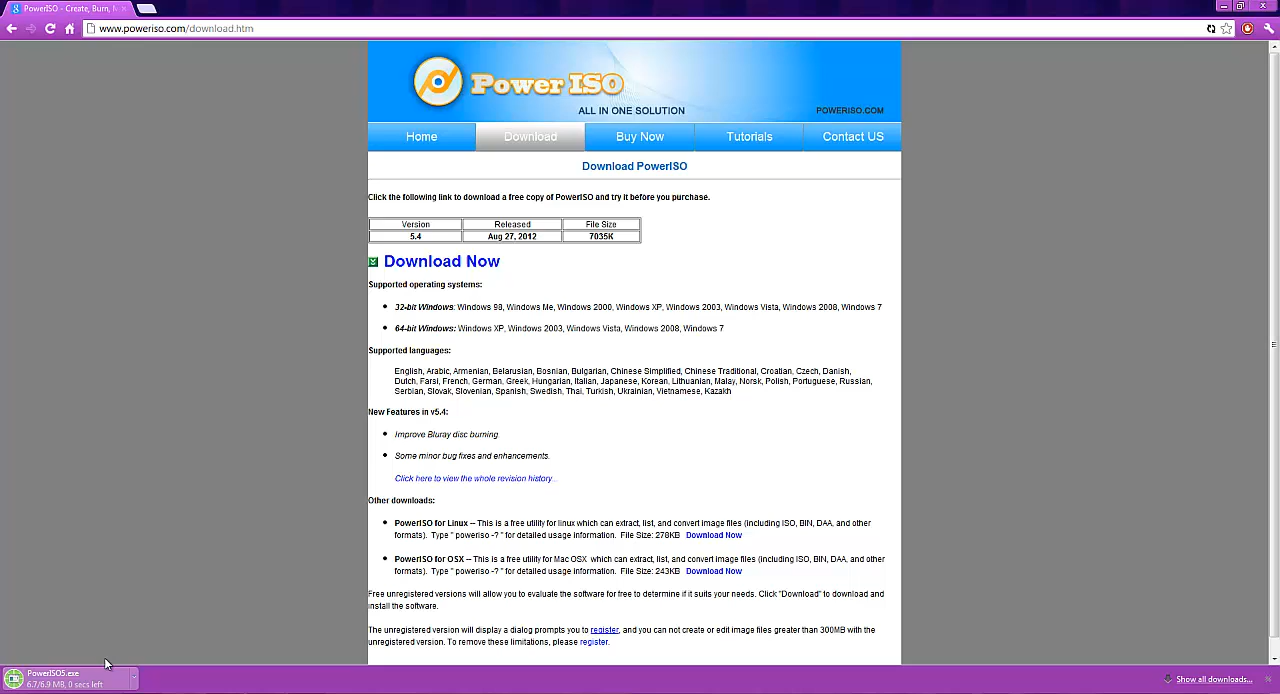 PowerISO - Create, Burn, M
www.poweriso.com/download.htm
Power ISO
ALL IN ONE SOLUTION
POWERISO.COM
Home Download Buy Now Tutorials Contact US
Download PowerISO
Click the following link to download a free copy of PowerISO and try it before you purchase.
Version Released File Size
5.4 Aug 27, 2012 7035K
Download Now
Supported operating systems:
32-bit Windows: Windows 98, Windows Me, Windows 2000, Windows XP, Windows 2003, Windows Vista, Windows 2008, Windows 7
64-bit Windows: Windows XP, Windows 2003, Windows Vista, Windows 2008, Windows 7
Supported languages:
English, Arabic, Armenian, Belarusian, Bosnian, Bulgarian, Chinese Simplified, Chinese Traditional, Croatian, Czech, Danish,
Dutch, Farsi, French, German, Greek, Hungarian, Italian, Japanese, Korean, Lithuanian, Malay, Norsk, Polish, Portuguese, Russian,
Serbian, Slovak, Slovenian, Spanish, Swedish, Thai, Turkish, Ukrainian, Vietnamese, Kazakh
New Features in v5.4:
Improve Bluray disc burning.
Some minor bug fixes and enhancements.
Click here to view the whole revision history...
Other downloads:
PowerISO for Linux -- This is a free utility for linux which can extract, list, and convert image files (including ISO, BIN, DAA, and other
formats). Type " poweriso -? " for detailed usage information. File Size: 278KB Download Now
PowerISO for OSX -- This is a free utility for Mac OSX which can extract, list, and convert image files (including ISO, BIN, DAA, and other
formats). Type " poweriso -? " for detailed usage information. File Size: 243KB Download Now
Free unregistered versions will allow you to evaluate the software for free to determine if it suits your needs. Click "Download" to download and
install the software.
The unregistered version will display a dialog prompts you to register, and you can not create or edit image files greater than 300MB with the
unregistered version. To remove these limitations, please register.
PowerISO5.exe
6.7/6.9 MB, 0 secs left
Show all downloads...